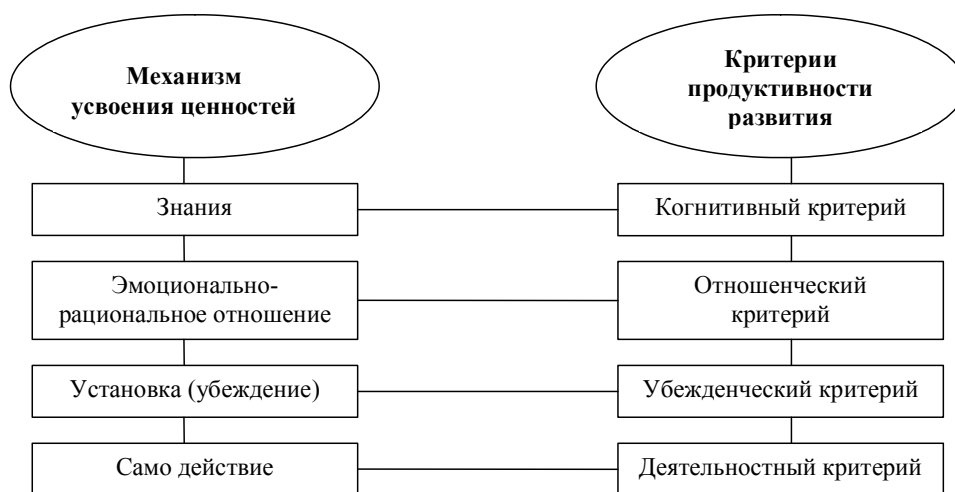 Механизм
усвоения ценностей
Критерии
продуктивности
развития
Знания
Когнитивный критерий
Эмоционально-
рациональное отношение
Отношенческий
критерий
Установка (убеждение)
Убежденческий критерий
Само действие
Деятельностный критерий